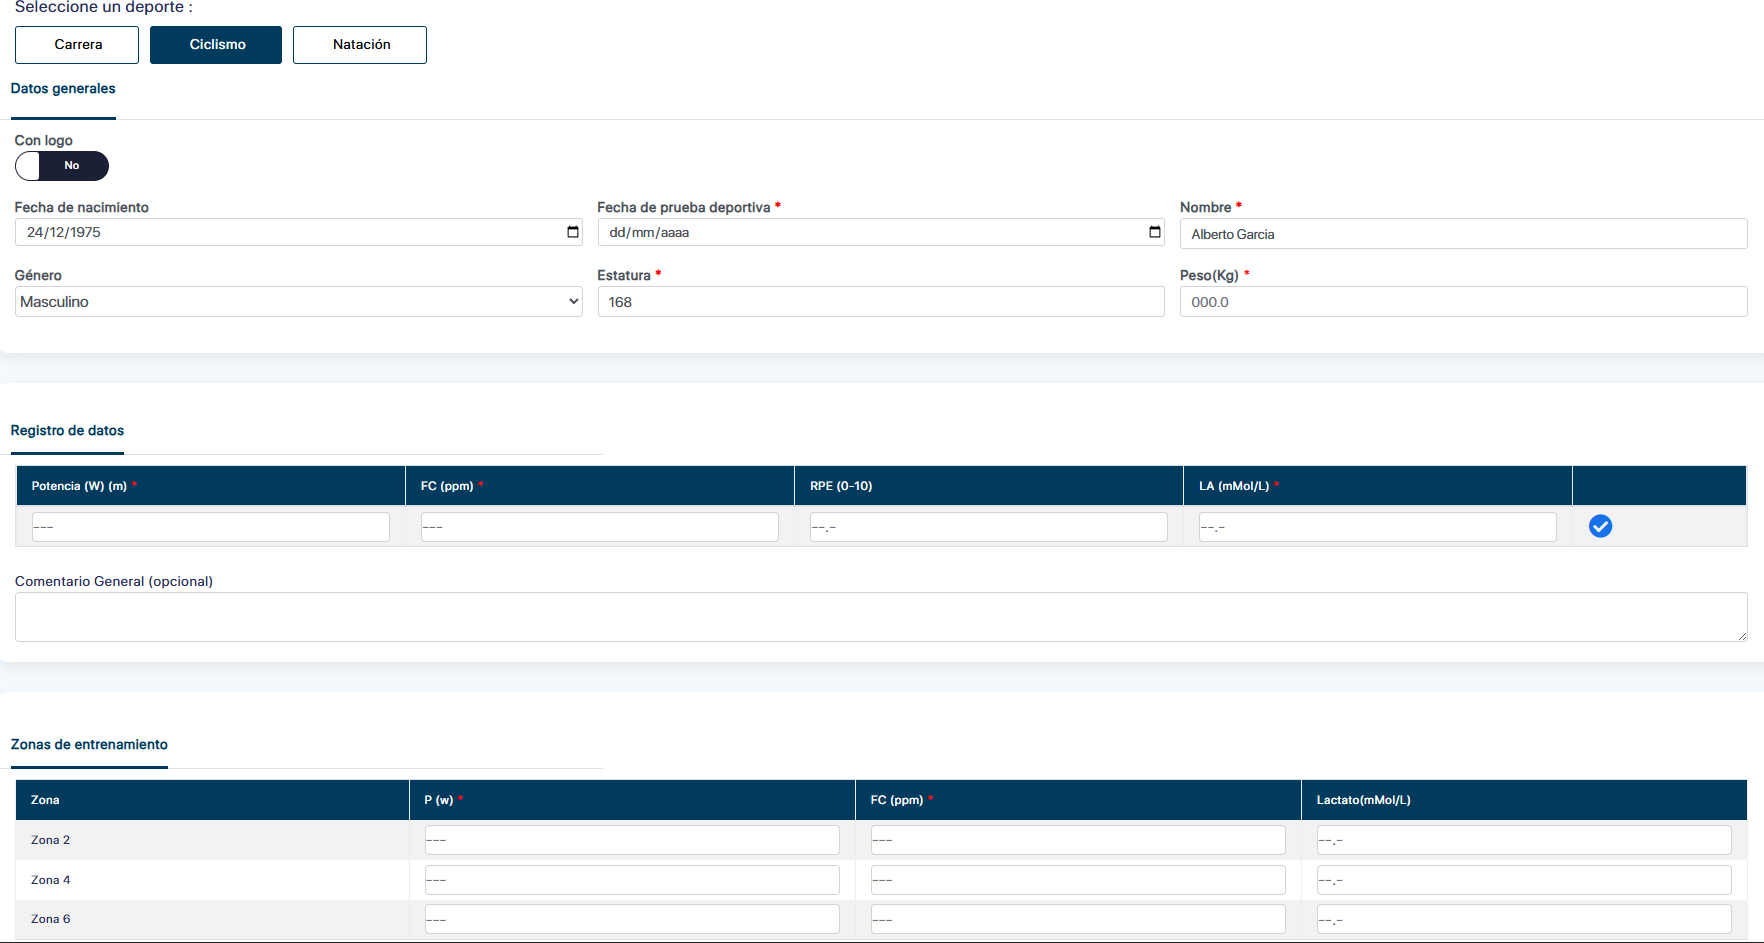 Seleccione un deporte :
Carrera Ciclismo Natación
Datos generales
Con logo
No
Fecha de nacimiento Fecha de prueba deportiva * Nombre *
24/12/1975 dd/mm/aaaa Alberto Garcia
Género Estatura * Peso(Kg) *
Masculino 168 000.0
Registro de datos
Potencia (W) (m) * FC (ppm) * RPE (0-10) LA (mMol/L) *
--- --- --.- --.-
Comentario General (opcional)
Zonas de entrenamiento
Zona P (w) * FC (ppm) * Lactato(mMol/L)
Zona 2 --- --- --.-
Zona 4 --- --- --.-
Zona 6 --- --- --.-